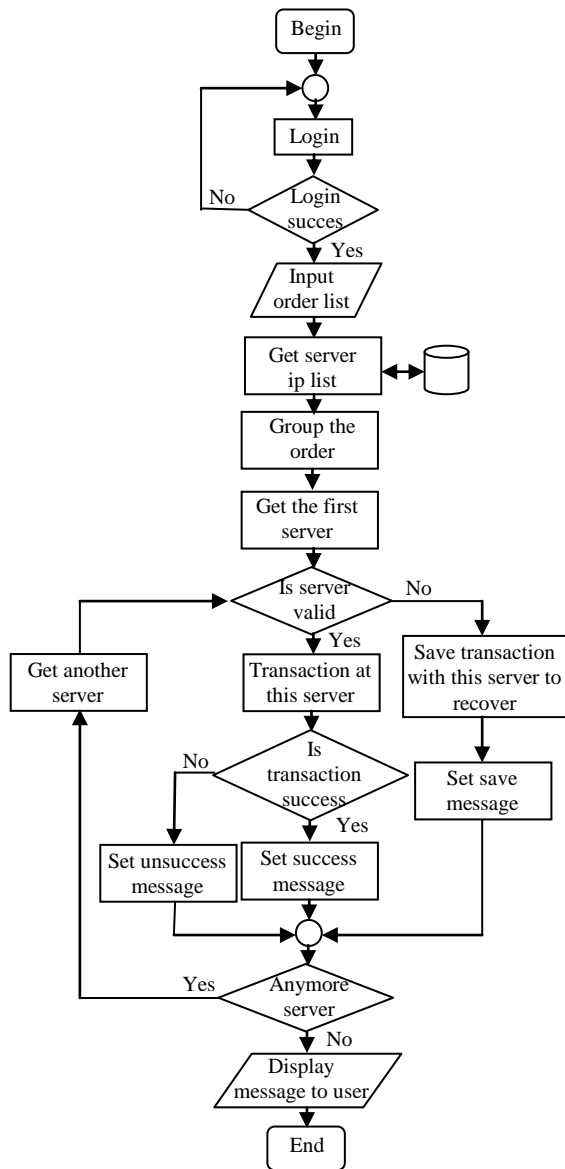 Begin
Login
No
Login
succes
Yes
Input
order list
Get server
ip list
Group the
order
Get the first
server
Is server
valid
No
Yes
Get another
server
Transaction at
this server
Save transaction
with this server to
recover
No
Is
transaction
success
Yes
Set save
message
Set unsuccess
message
Set success
message
Yes
Anymore
server
No
Display
message to user
End